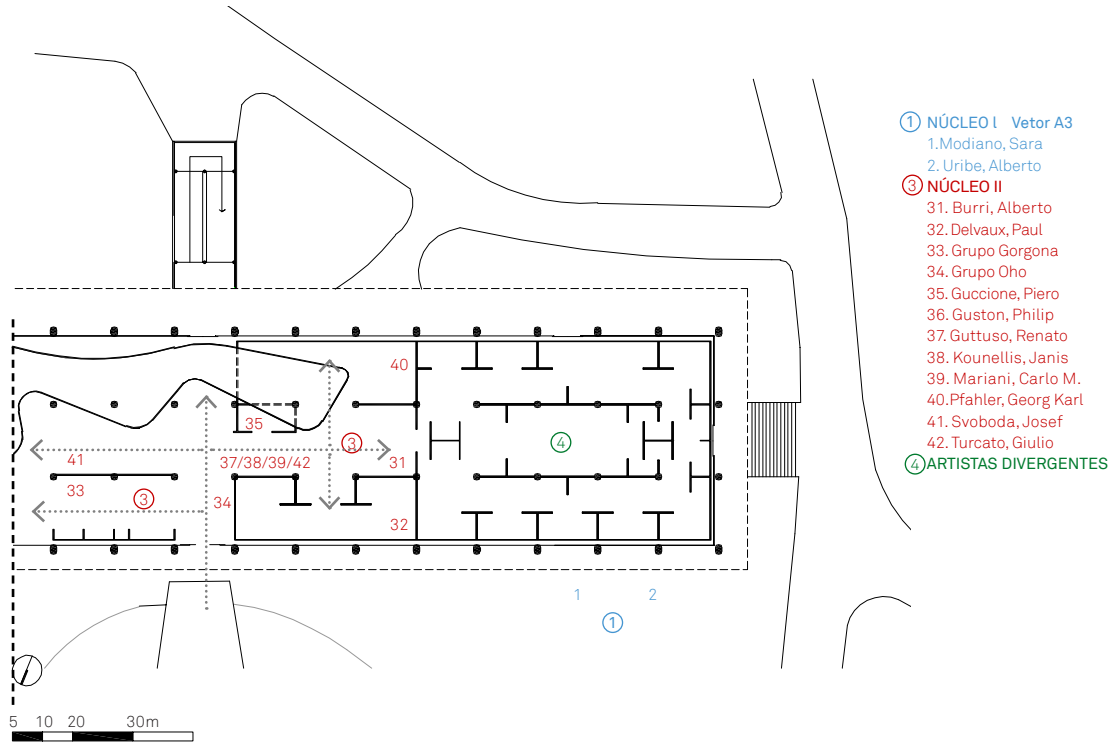 ① NÚCLEO l   Vetor A3
1.Modiano, Sara
2. Uribe, Alberto
③ NÚCLEO II
31. Burri, Alberto
32. Delvaux, Paul
33. Grupo Gorgona
34. Grupo Oho
35. Guccione, Piero
36. Guston, Philip
37. Guttuso, Renato
38. Kounellis, Janis
39. Mariani, Carlo M.
40.Pfahler, Georg Karl
41. Svoboda, Josef
42. Turcato, Giulio
④ ARTISTAS DIVERGENTES
40
35
③
④
41
37/38/39/42
31
33
③
34
32
1 2
①
5 10 20 30m